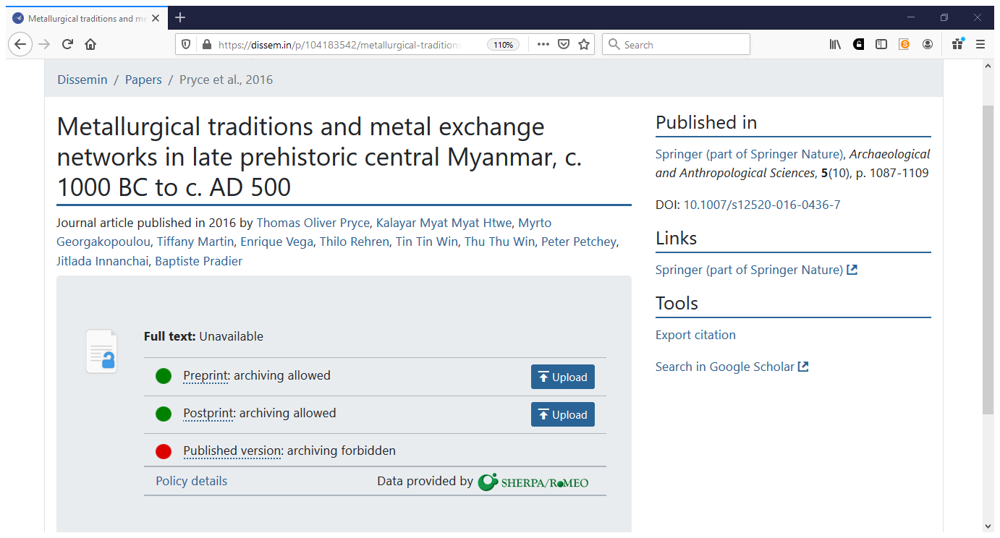 Metallurgical traditions and me
https://dissem.in/p/104183542/metallurgical-traditions
110%
Search
Dissemin / Papers / Pryce et al., 2016
Metallurgical traditions and metal exchange
networks in late prehistoric central Myanmar, c.
1000 BC to c. AD 500
Journal article published in 2016 by Thomas Oliver Pryce, Kalayar Myat Myat Htwe, Myrto
Georgakopoulou, Tiffany Martin, Enrique Vega, Thilo Rehren, Tin Tin Win, Thu Thu Win, Peter Petchey,
Jitlada Innanchai, Baptiste Pradier
Full text: Unavailable
Preprint: archiving allowed
Upload
Postprint: archiving allowed
Upload
Published version: archiving forbidden
Policy details
Data provided by SHERPA/RoMEO
Published in
Springer (part of Springer Nature), Archaeological
and Anthropological Sciences, 5(10), p. 1087-1109
DOI: 10.1007/s12520-016-0436-7
Links
Springer (part of Springer Nature)
Tools
Export citation
Search in Google Scholar